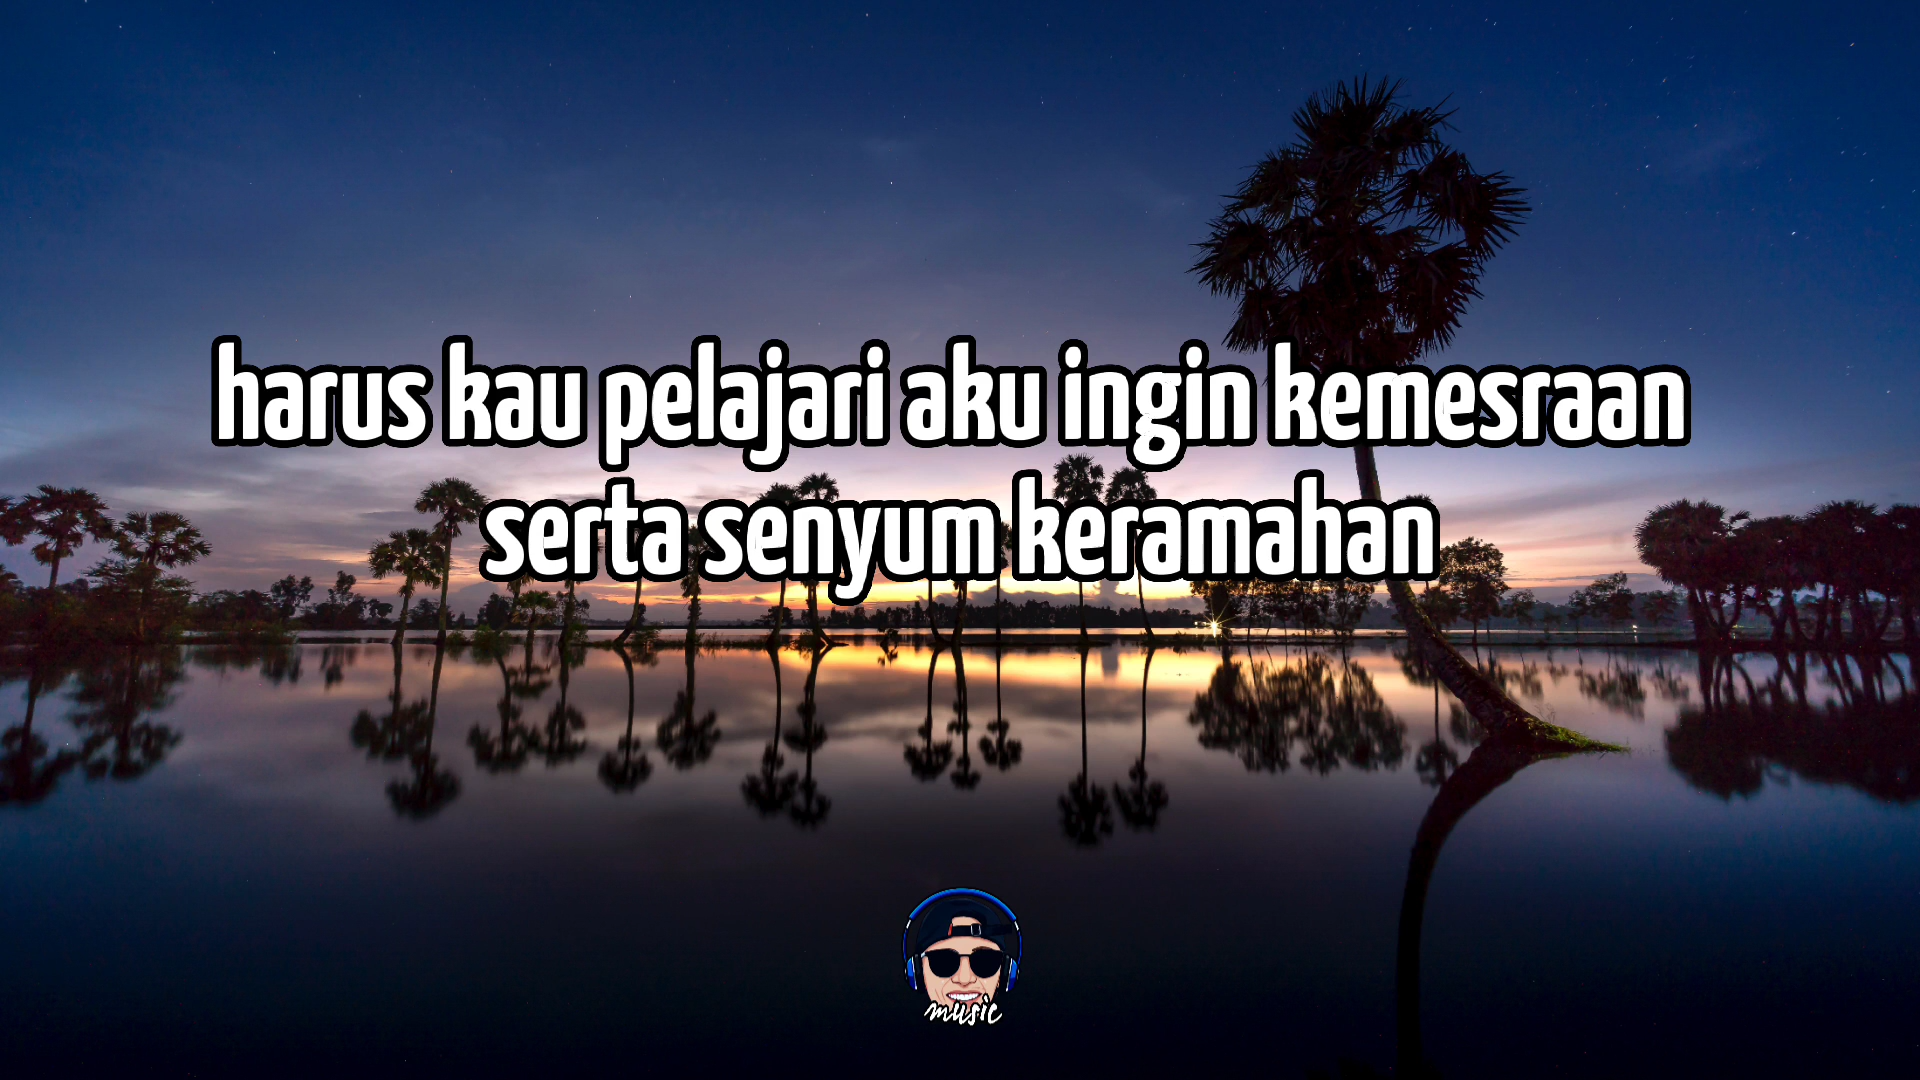 harus kau pelajari aku ingin kemesraan
serta senyum keramahan
music